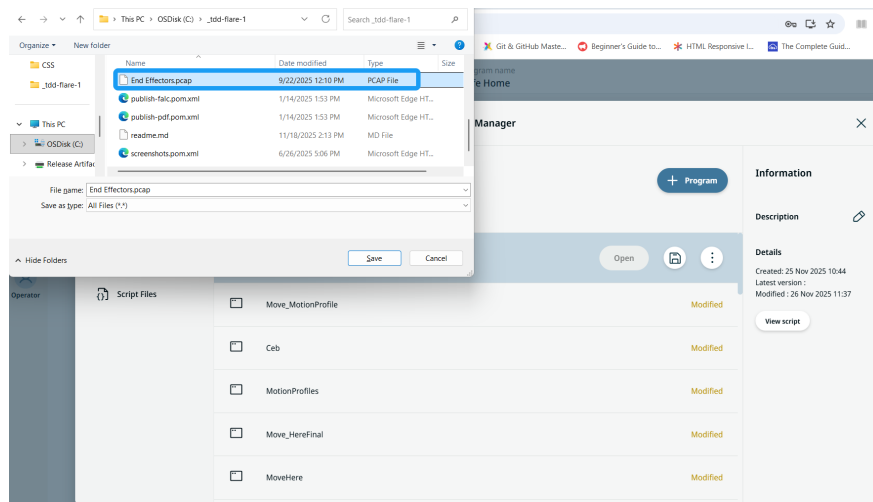 This PC > OSDisk (C:) > _tdd-flare-1
Search_tdd-flare-1
Organize
New folder
CSS
_tdd-flare-1
This PC
OSDisk (C:)
Release Artifac
Name
Date modified
Type
Size
End Effectors.pcap
9/22/2025 12:10 PM
PCAP File
publish-falc.pom.xml
1/14/2025 1:53 PM
Microsoft Edge HT...
publish-pdf.pom.xml
1/14/2025 1:53 PM
Microsoft Edge HT...
readme.md
11/18/2025 2:13 PM
MD File
screenshots.pom.xml
6/26/2025 5:06 PM
Microsoft Edge HT...
File name: End Effectors.pcap
Save as type: All Files (*.*)
Hide Folders
Save
Cancel
Git & GitHub Maste...
Beginner's Guide to...
HTML Responsive I...
The Complete Guid...
gram name
e Home
Manager
+ Program
Information
Description
Details
Created: 25 Nov 2025 10:44
Latest version :
Modified : 26 Nov 2025 11:37
View script
Open
Operator
Script Files
Move_MotionProfile
Modified
Ceb
Modified
MotionProfiles
Modified
Move_HereFinal
Modified
MoveHere
Modified